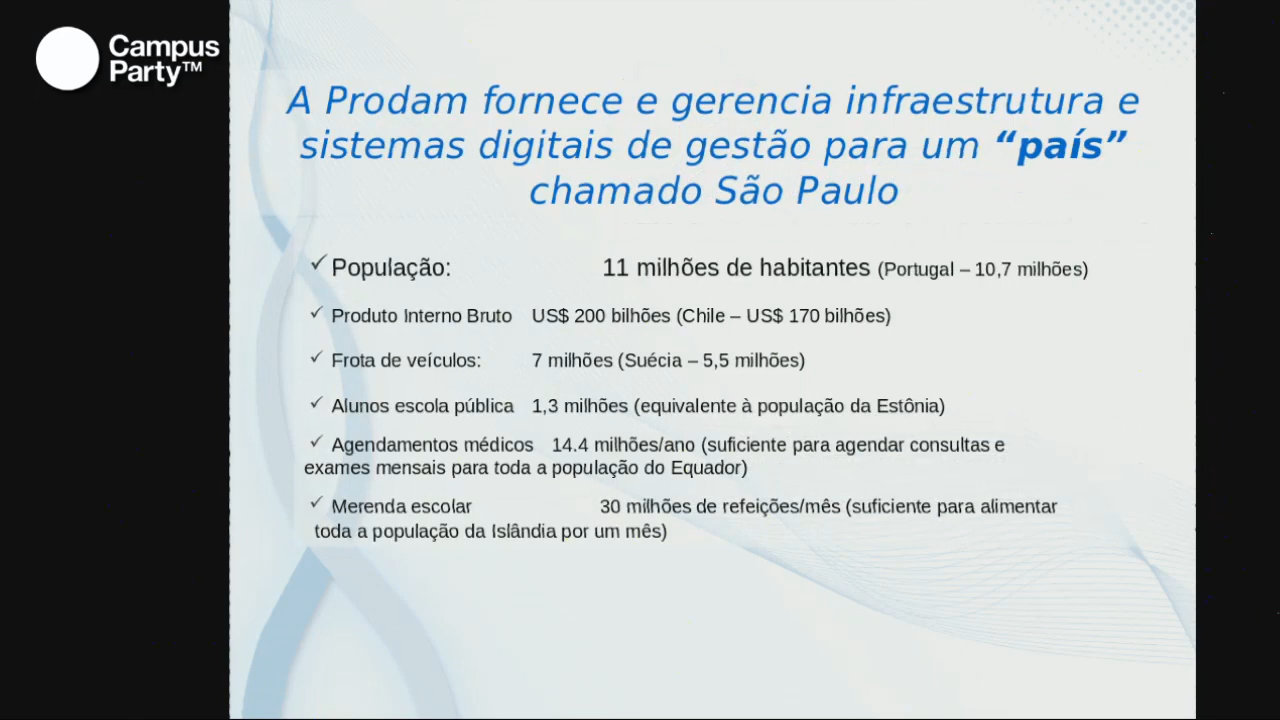 Campus
Party™
A Prodam fornece e gerencia infraestrutura e
sistemas digitais de gestão para um “país”
chamado São Paulo
✓ População: 11 milhões de habitantes (Portugal – 10,7 milhões)
✓ Produto Interno Bruto US$ 200 bilhões (Chile – US$ 170 bilhões)
✓ Frota de veículos: 7 milhões (Suécia – 5,5 milhões)
✓ Alunos escola pública 1,3 milhões (equivalente à população da Estônia)
✓ Agendamentos médicos 14.4 milhões/ano (suficiente para agendar consultas e
exames mensais para toda a população do Equador)
✓ Merenda escolar 30 milhões de refeições/mês (suficiente para alimentar
toda a população da Islândia por um mês)